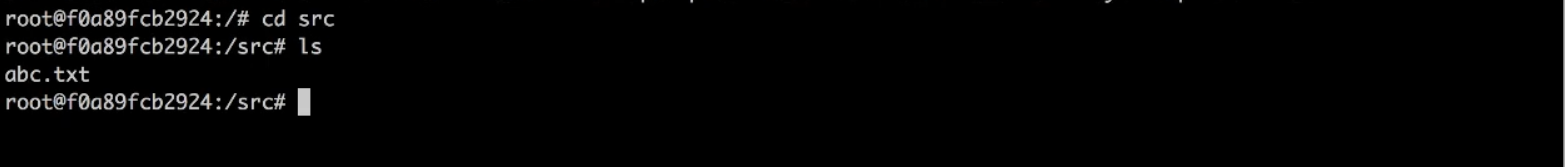 root@f0a89fcb2924:/# cd src
root@f0a89fcb2924:/src# ls
abc.txt
root@f0a89fcb2924:/src#